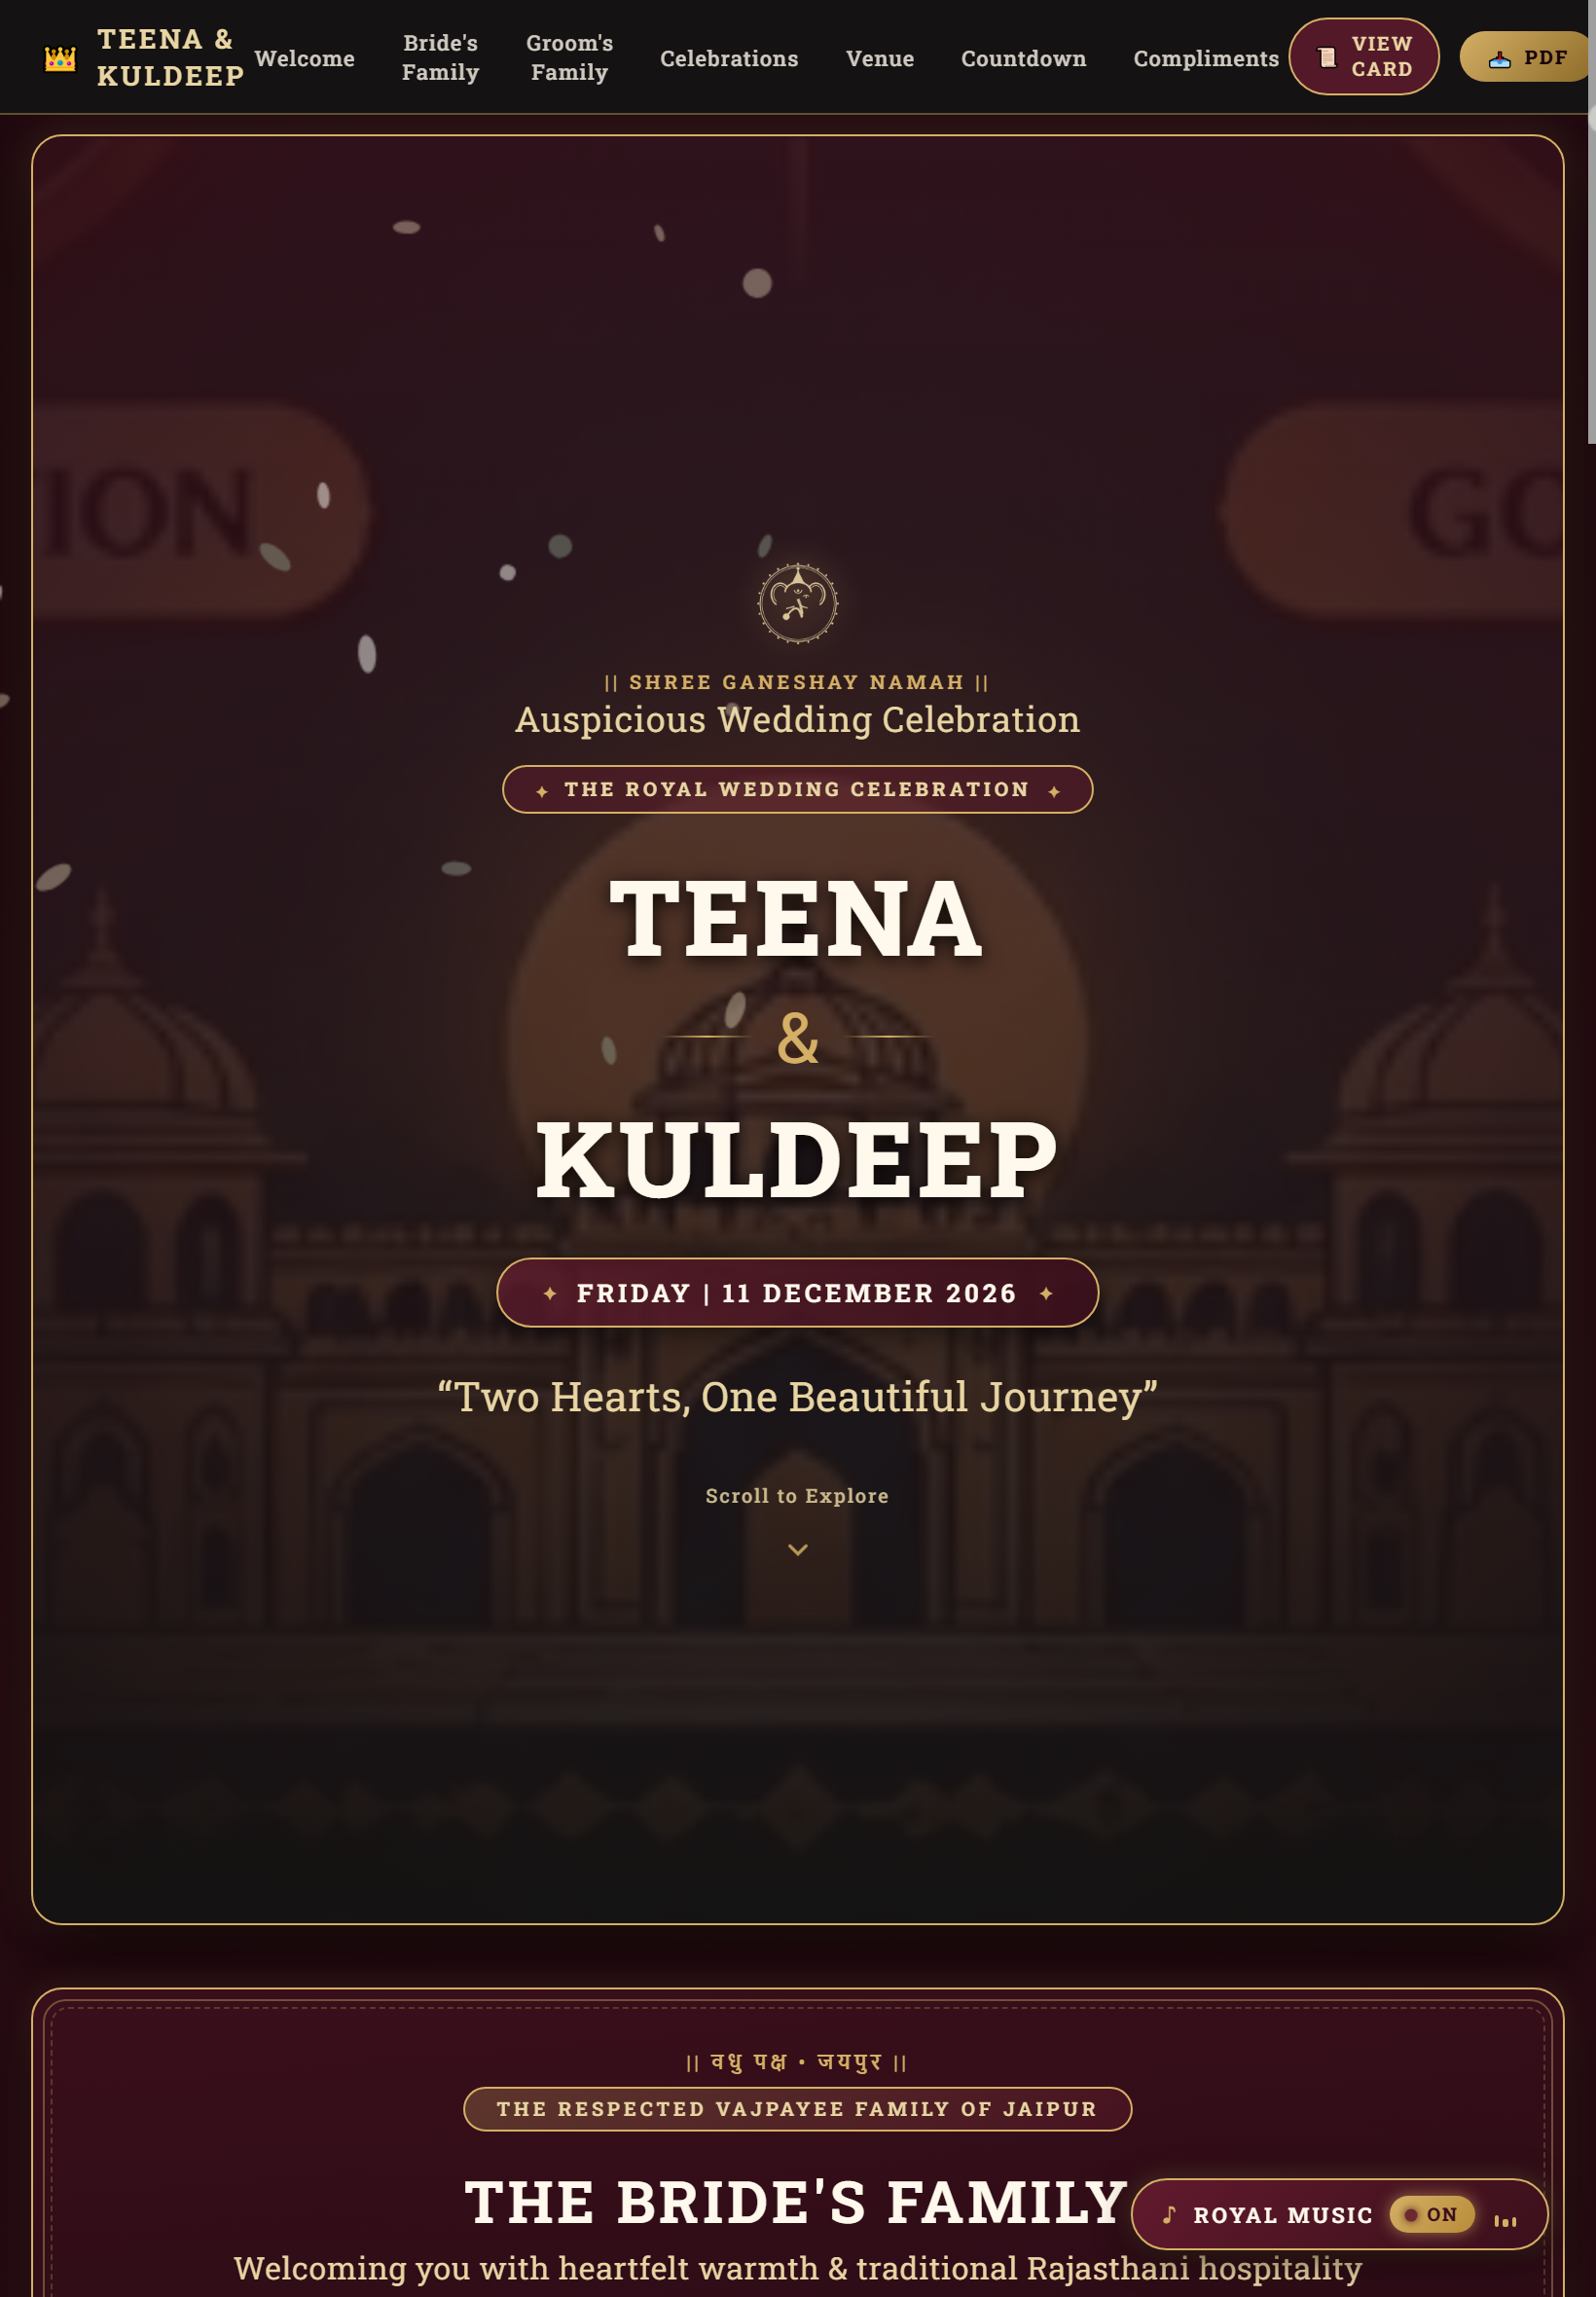 TEENA &
KULDEEP
Welcome
Bride's
Family
Groom's
Family
Celebrations
Venue
Countdown
Compliments
VIEW
CARD
PDF
ION
GO
|| SHREE GANESHAY NAMAH ||
Auspicious Wedding Celebration
THE ROYAL WEDDING CELEBRATION
TEENA
&
KULDEEP
FRIDAY | 11 DECEMBER 2026
“Two Hearts, One Beautiful Journey”
Scroll to Explore
|| वधु पक्ष • जयपुर ||
THE RESPECTED VAJPAYEE FAMILY OF JAIPUR
THE BRIDE'S FAMILY
ROYAL MUSIC ON
Welcoming you with heartfelt warmth & traditional Rajasthani hospitality